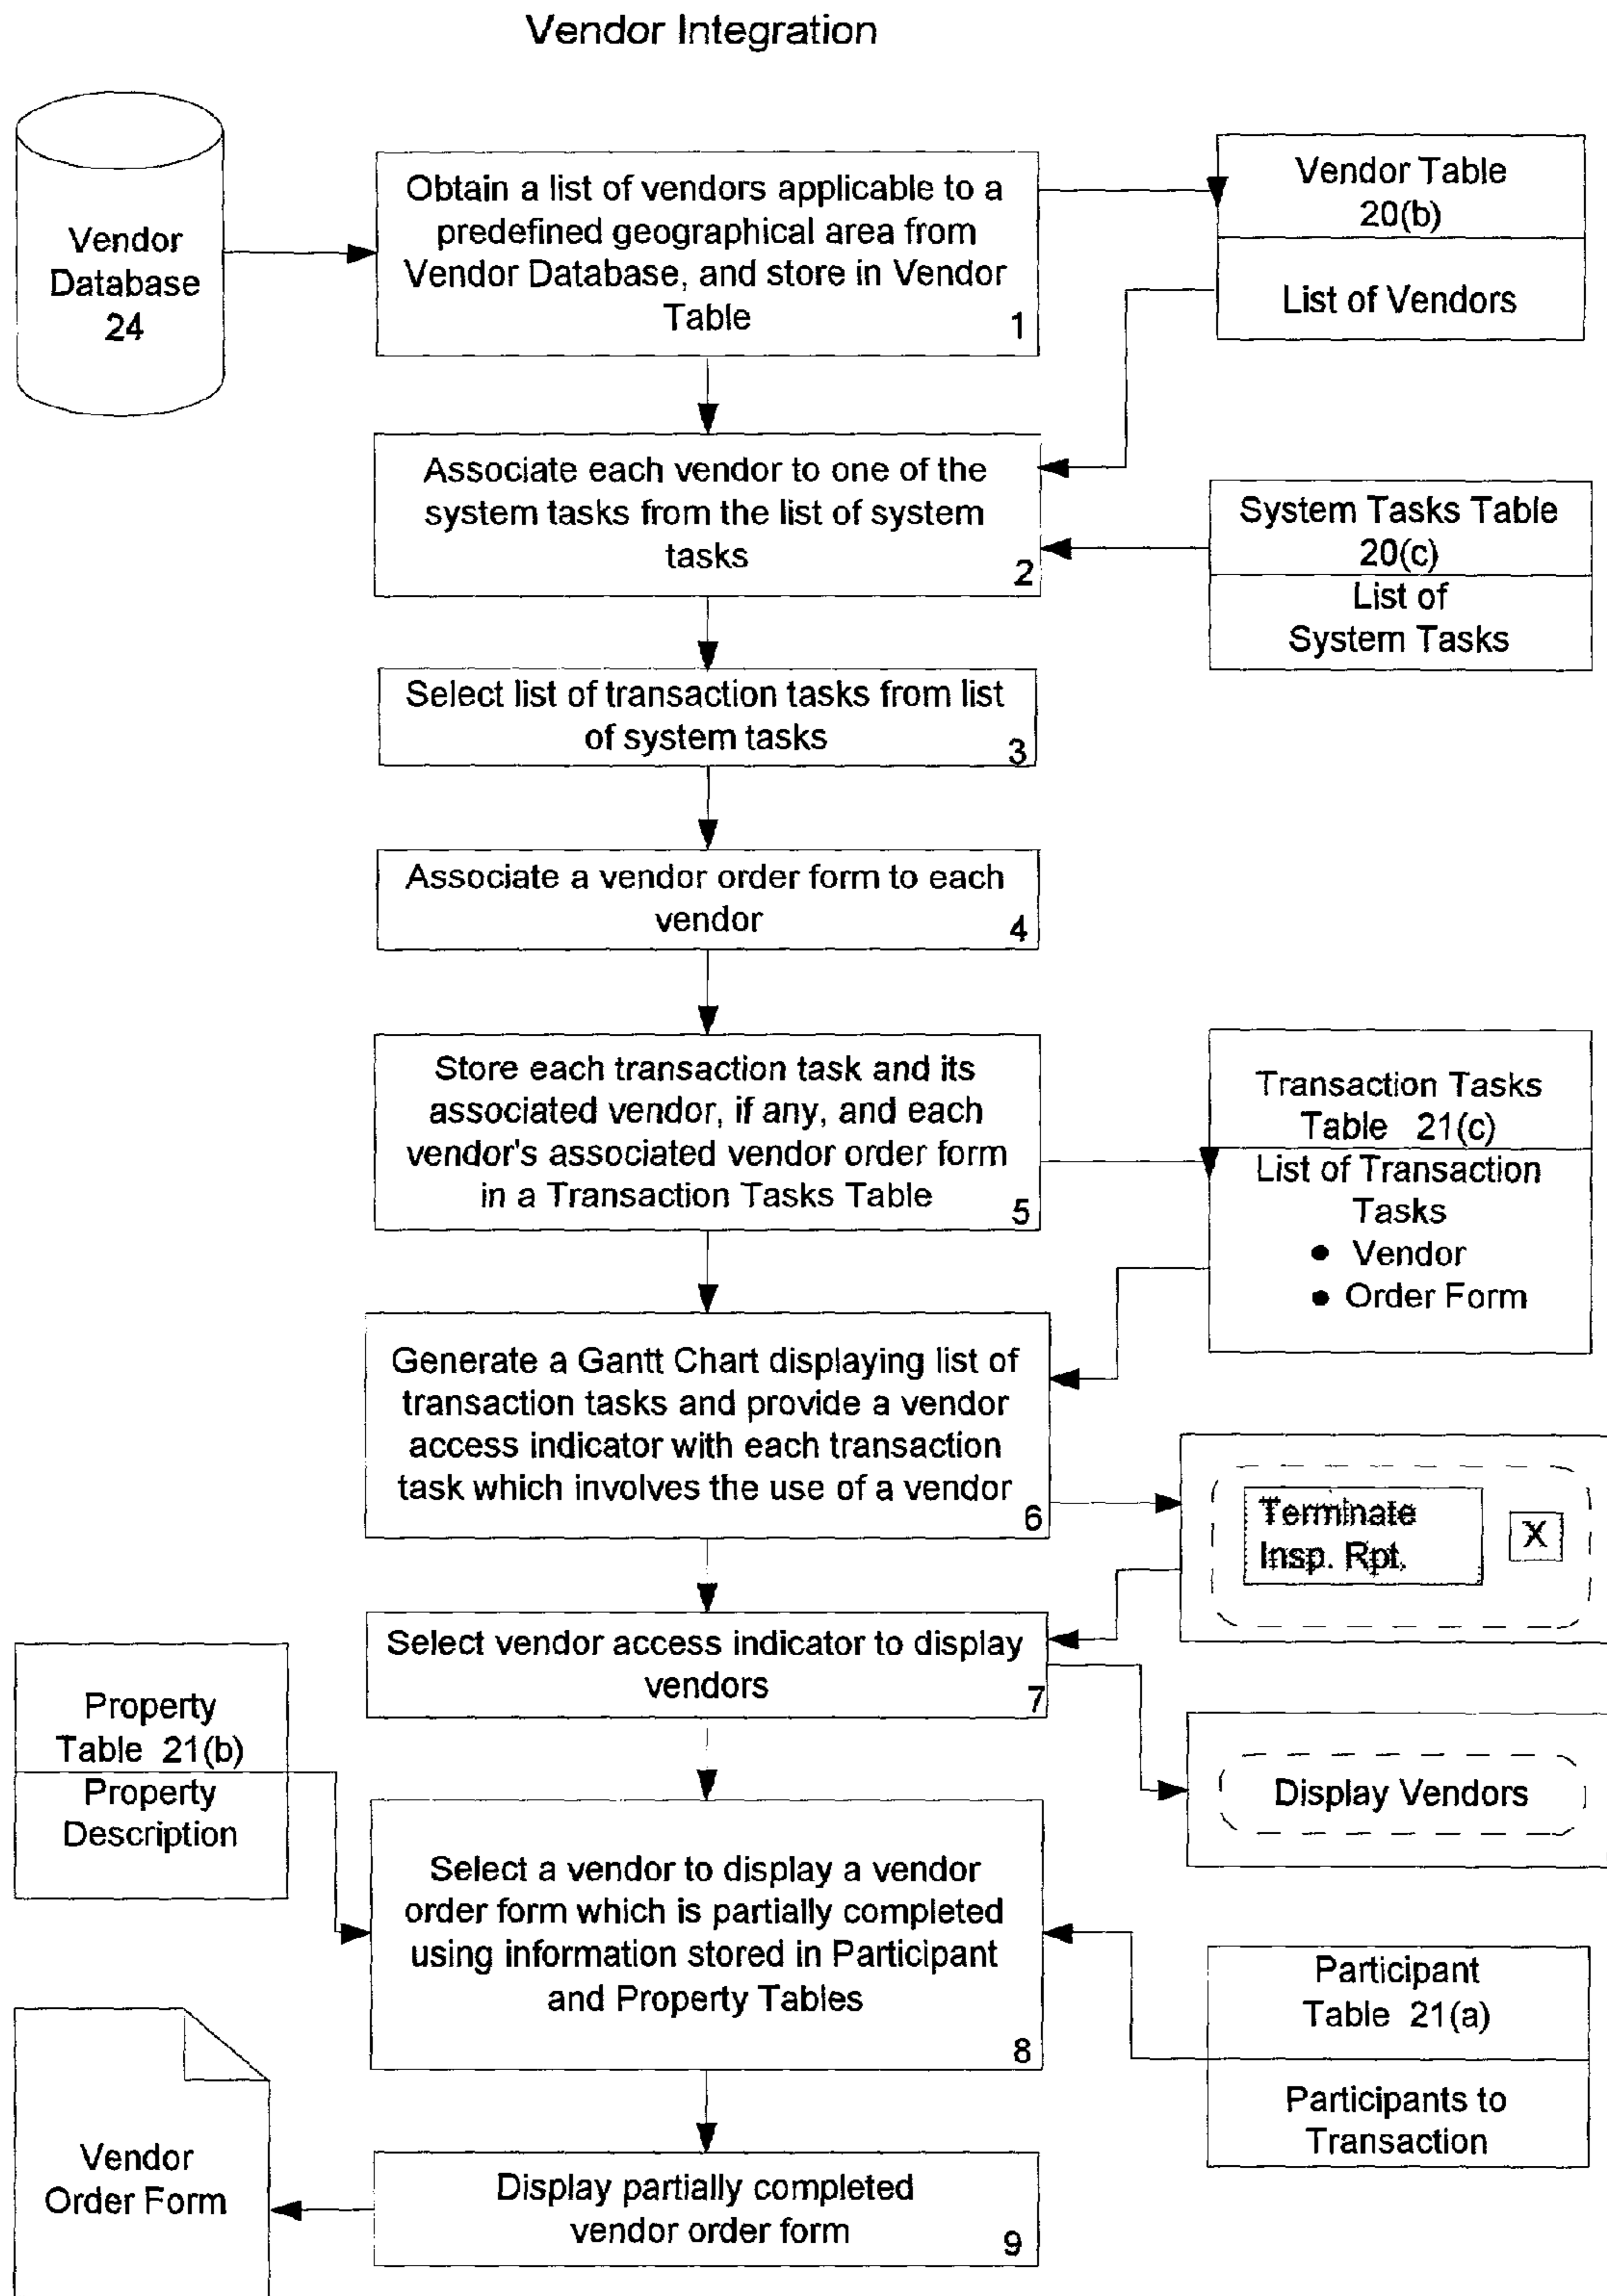 Vendor Integration
Vendor
Database
24
Obtain a list of vendors applicable to a
predefined geographical area from
Vendor Database, and store in Vendor
Table
1
Vendor Table
20(b)
List of Vendors
Associate each vendor to one of the
system tasks from the list of system
tasks
2
System Tasks Table
20(c)
List of
System Tasks
Select list of transaction tasks from list
of system tasks
3
Associate a vendor order form to each
vendor
4
Store each transaction task and its
associated vendor, if any, and each
vendor's associated vendor order form
in a Transaction Tasks Table
5
Transaction Tasks
Table 21(c)
List of Transaction
Tasks
• Vendor
• Order Form
Generate a Gantt Chart displaying list of
transaction tasks and provide a vendor
access indicator with each transaction
task which involves the use of a vendor
6
Terminate
Insp. Rpt.
X
Select vendor access indicator to display
vendors
7
Property
Table 21(b)
Property
Description
Display Vendors
Select a vendor to display a vendor
order form which is partially completed
using information stored in Participant
and Property Tables
8
Participant
Table 21(a)
Participants to
Transaction
Vendor
Order Form
Display partially completed
vendor order form
9